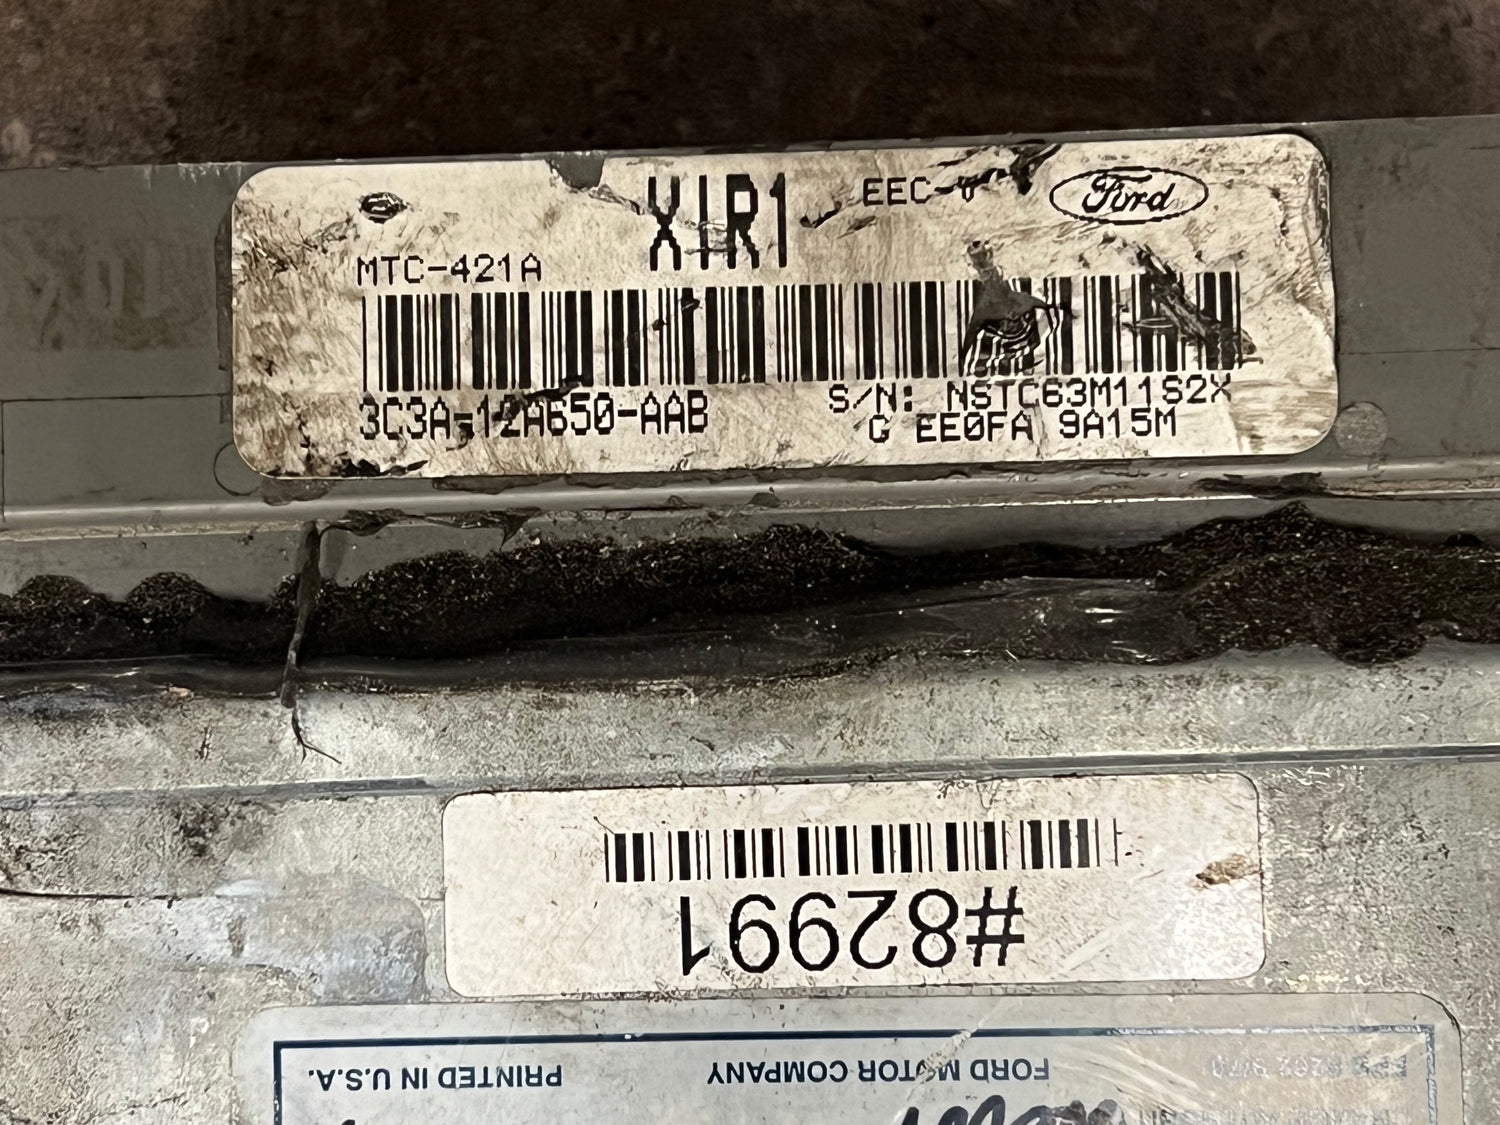 XIR1
EEC-V
Ford
MTC-421A
3C3A-12A650-AAB
S/N: NSTC63M11S2X
G EE0FA 9A15M
#82991
FORD MOTOR COMPANY
PRINTED IN U.S.A.